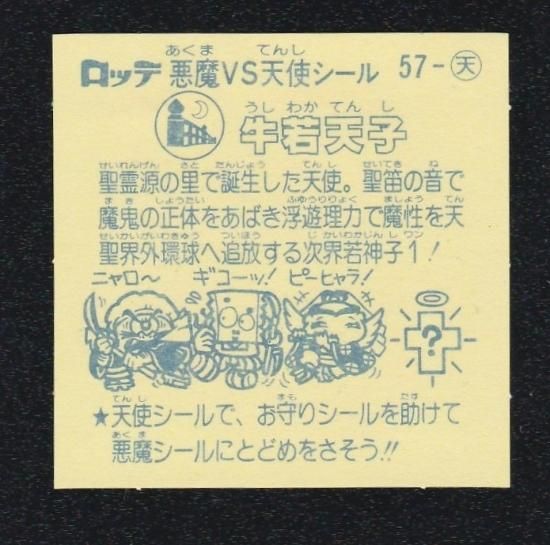 ロッテ 悪魔VS天使シール 57-天
あくま てんし
うし わか てん し
牛若天子
せいれんげん さと たんじょう てんし せいてき ね
聖霊源の里で誕生した天使。聖笛の音で
まき しょうたい ふゆうりりょく ましょう てん
魔鬼の正体をあばき浮遊理力で魔性を天
せいかいがいわきゅう ついほう じかいわかじんしワン
聖界外環球へ追放する次界若神子1!
ニャロ〜 ギコーッ! ピーヒャラ!
?
てんし まも たす
★天使シールで、お守りシールを助けて
あくま
悪魔シールにとどめをさそう!!